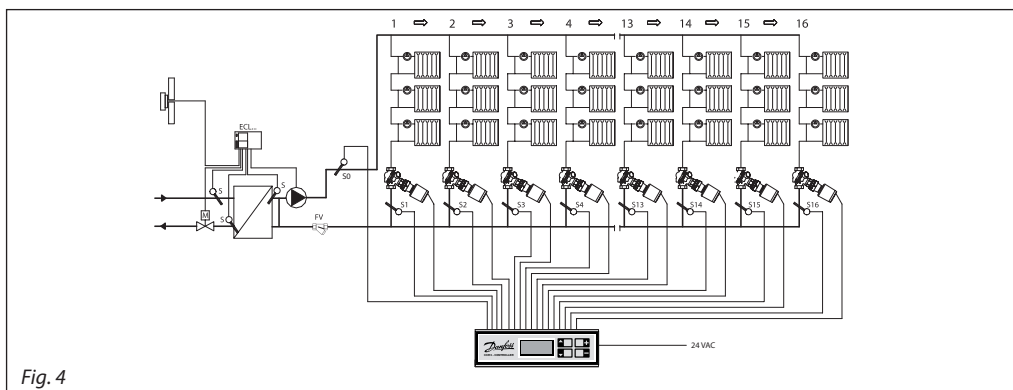 1 ⇒ 2 ⇒ 3 ⇒ 4 ⇒ 13 ⇒ 14 ⇒ 15 ⇒ 16
ECL...
S0
S
S
M
S
FV
S1
S2
S3
S4
S13
S14
S15
S16
Danfoss
24 VAC
Fig. 4